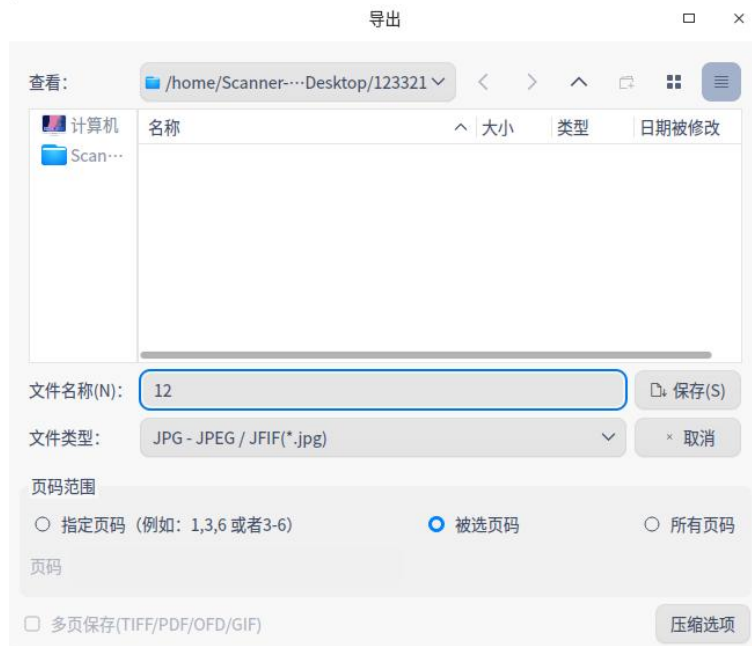 导出
查看：
/home/Scanner-···Desktop/123321
计算机
Scan···
名称 大小 类型 日期被修改
文件名称(N)： 12 保存(S)
文件类型： JPG - JPEG / JFIF(*.jpg) 取消
页码范围
指定页码（例如：1,3,6 或者3-6） 被选页码 所有页码
页码
多页保存(TIFF/PDF/OFD/GIF) 压缩选项